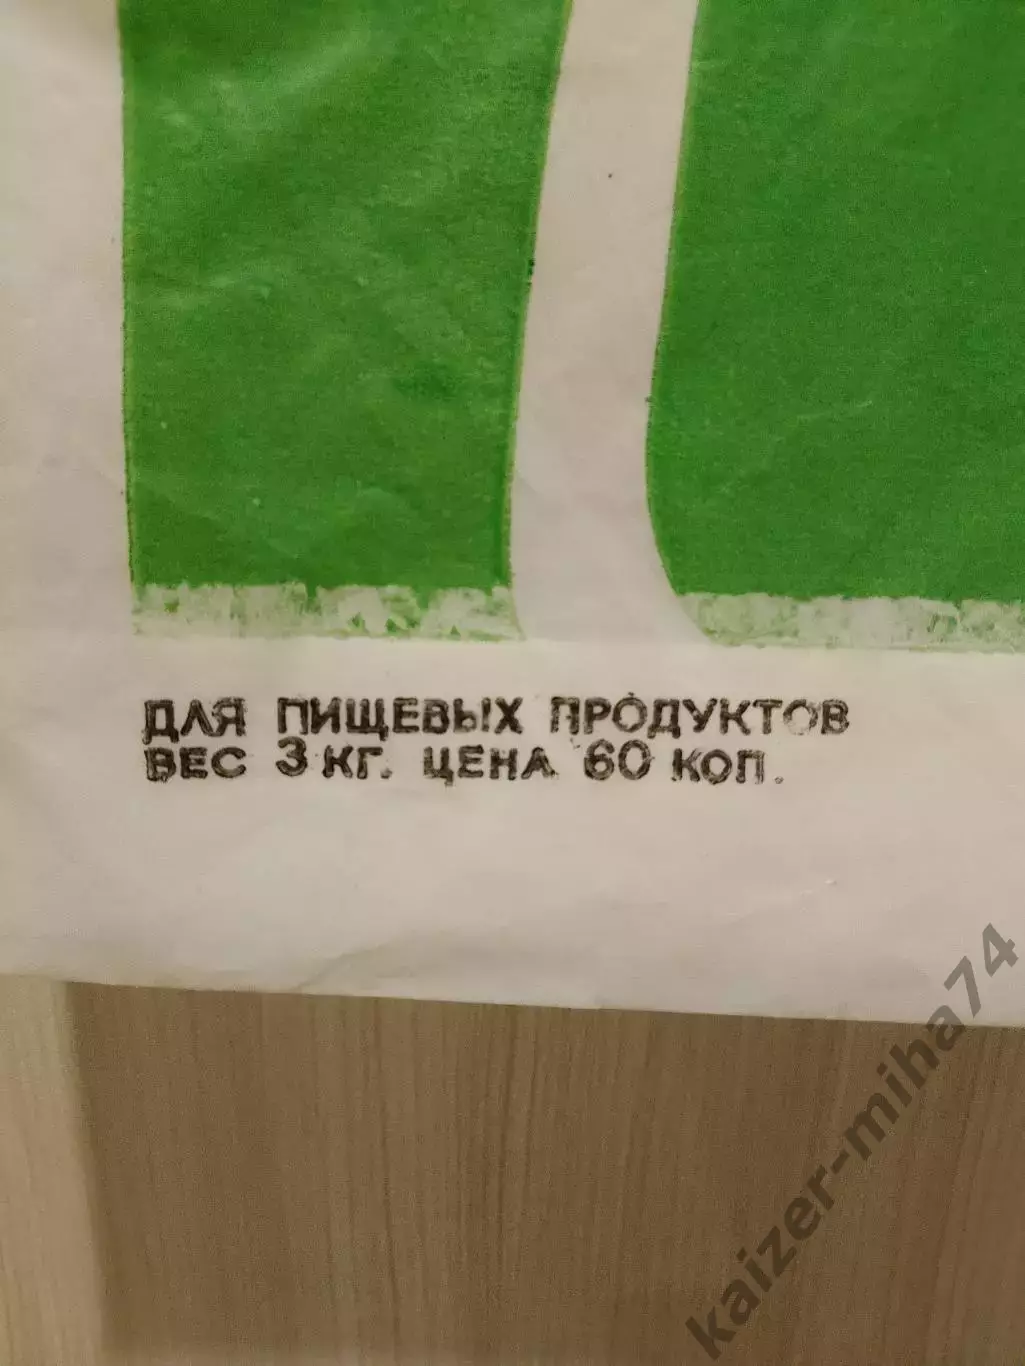 ДЛЯ ПИЩЕВЫХ ПРОДУКТОВ
ВЕС 3 КГ. ЦЕНА 60 КОП.
kaizer-miha74